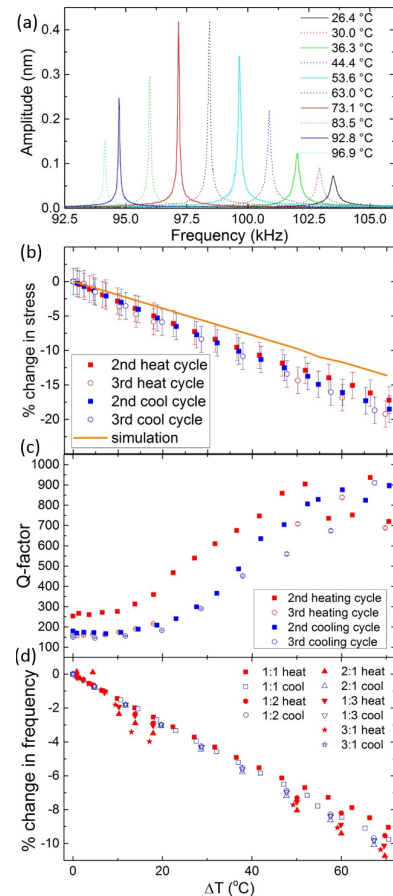 (a)
Amplitude (nm)
0.4
0.3
0.2
0.1
0.0
26.4 °C
30.0 °C
36.3 °C
44.4 °C
53.6 °C
63.0 °C
73.1 °C
83.5 °C
92.8 °C
96.9 °C
92.5 95.0 97.5 100.0 102.5 105.0
Frequency (kHz)
(b)
% change in stress
5
0
-5
-10
-15
-20
2nd heat cycle
3rd heat cycle
2nd cool cycle
3rd cool cycle
simulation
(c)
Q-factor
1000
900
800
700
600
500
400
300
200
100
0
2nd heating cycle
3rd heating cycle
2nd cooling cycle
3rd cooling cycle
(d)
% change in frequency
0
-2
-4
-6
-8
-10
1:1 heat 2:1 heat
1:1 cool 2:1 cool
1:2 heat 1:3 heat
1:2 cool 1:3 cool
3:1 heat
3:1 cool
0 20 40 60
ΔT (°C)